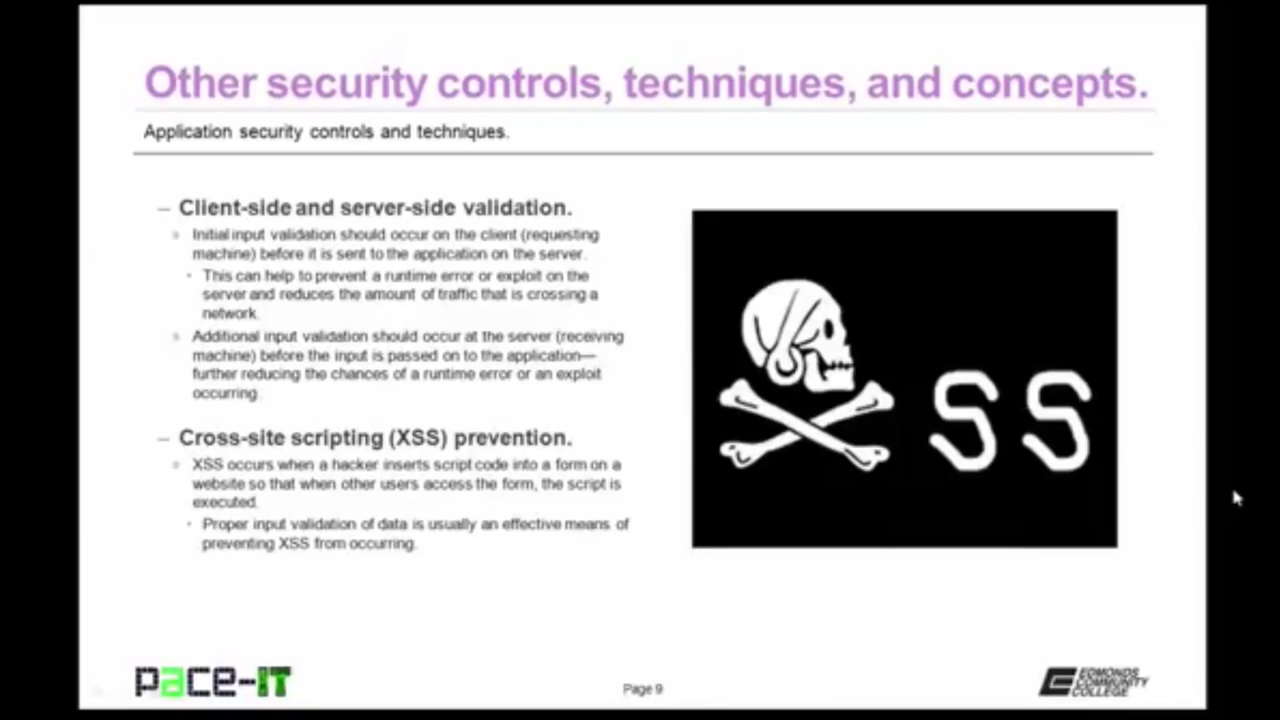 Other security controls, techniques, and concepts.
Application security controls and techniques.
– Client-side and server-side validation.
» Initial input validation should occur on the client (requesting
machine) before it is sent to the application on the server.
• This can help to prevent a runtime error or exploit on the
server and reduces the amount of traffic that is crossing a
network.
» Additional input validation should occur at the server (receiving
machine) before the input is passed on to the application—
further reducing the chances of a runtime error or an exploit
occurring.
– Cross-site scripting (XSS) prevention.
» XSS occurs when a hacker inserts script code into a form on a
website so that when other users access the form, the script is
executed.
• Proper input validation of data is usually an effective means of
preventing XSS from occurring.
SS
pace-IT
Page 9
EDMONDS
COMMUNITY
COLLEGE